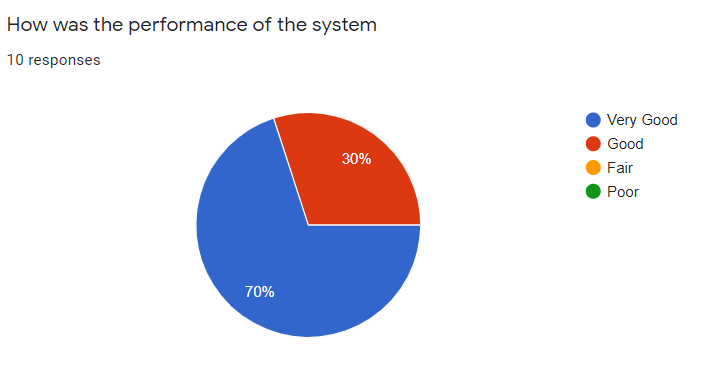 How was the performance of the system
10 responses
30%
70%
Very Good
Good
Fair
Poor